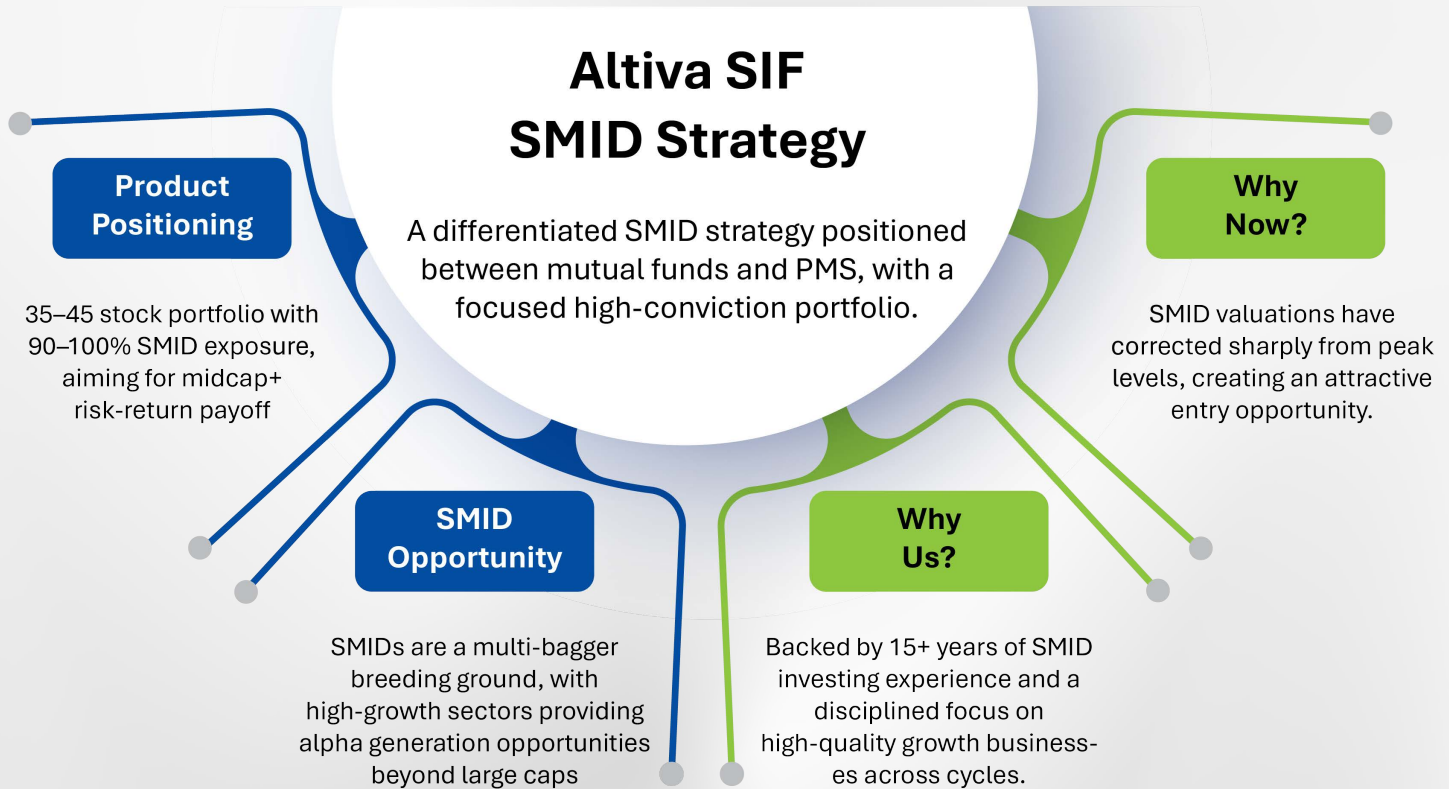 Altiva SIF
SMID Strategy
A differentiated SMID strategy positioned
between mutual funds and PMS, with a
focused high-conviction portfolio.
Product
Positioning
35–45 stock portfolio with
90–100% SMID exposure,
aiming for midcap+
risk-return payoff
SMID
Opportunity
SMIDs are a multi-bagger
breeding ground, with
high-growth sectors providing
alpha generation opportunities
beyond large caps
Why
Us?
Backed by 15+ years of SMID
investing experience and a
disciplined focus on
high-quality growth business-
es across cycles.
Why
Now?
SMID valuations have
corrected sharply from peak
levels, creating an attractive
entry opportunity.